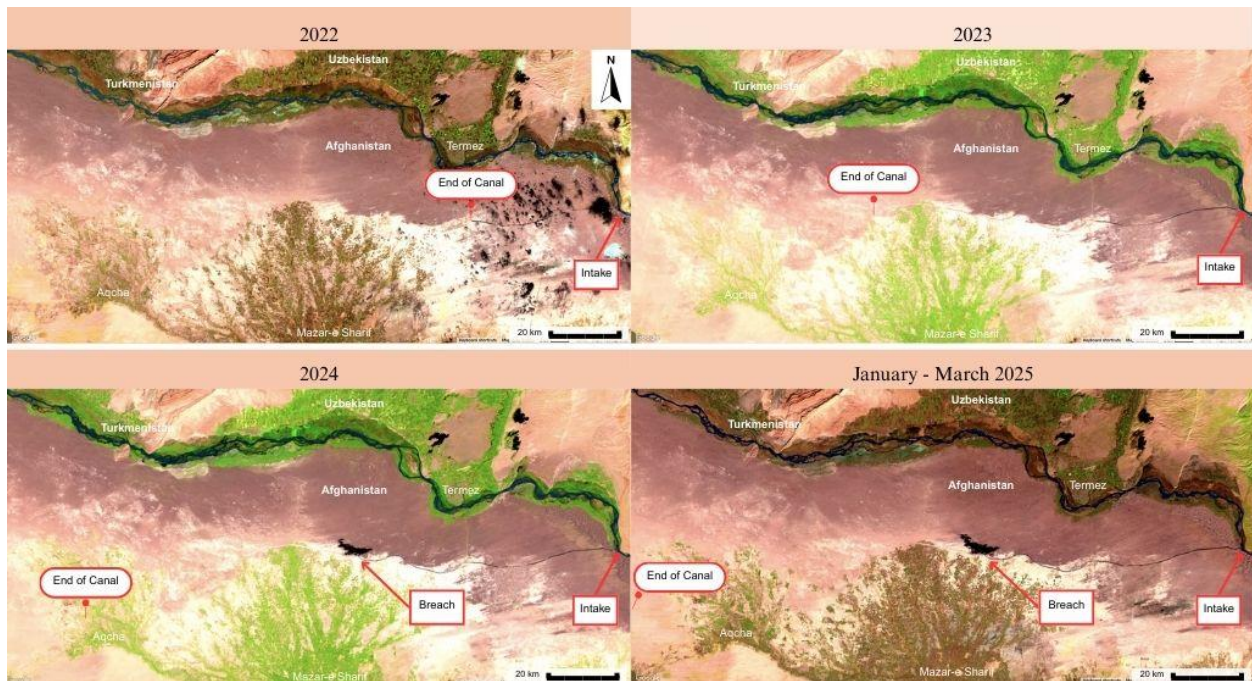 2022
Uzbekistan
N
Turkmenistan
Afghanistan
Termez
End of Canal
Intake
Aqcha
Mazar-e Sharif
20 km
2023
Uzbekistan
Turkmenistan
Afghanistan
Termez
End of Canal
Intake
Aqcha
Mazar-e Sharif
20 km
2024
Uzbekistan
Turkmenistan
Afghanistan
Termez
End of Canal
Breach
Intake
Aqcha
Mazar-e Sharif
20 km
January - March 2025
Uzbekistan
Turkmenistan
Afghanistan
Termez
End of Canal
Breach
Intake
Aqcha
Mazar-e Sharif
20 km